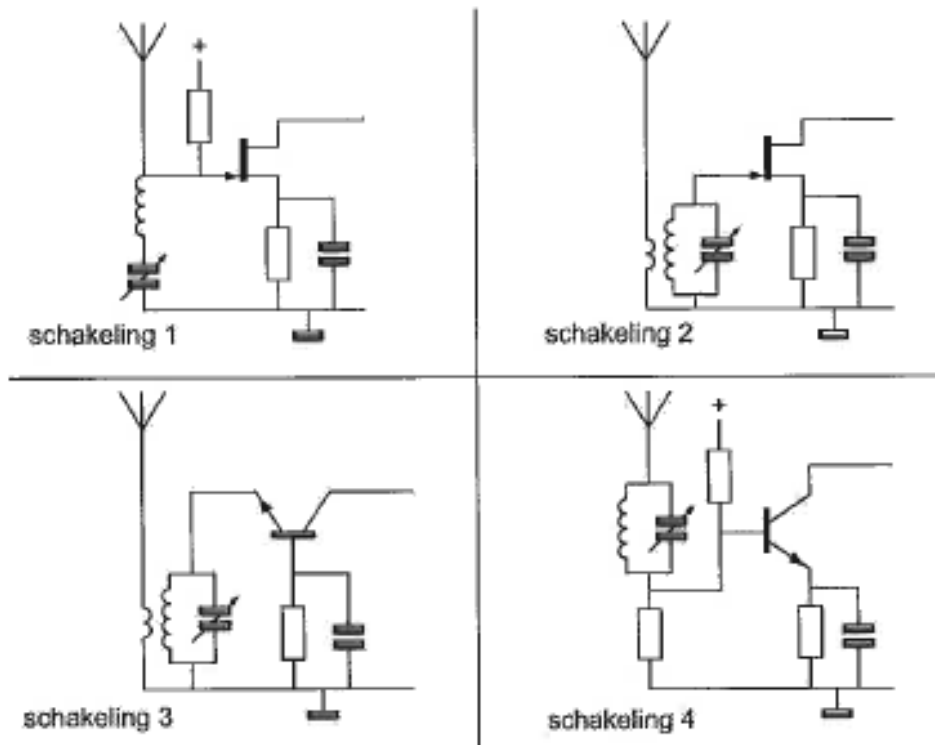 +
schakeling 1
schakeling 2
+
schakeling 3
schakeling 4